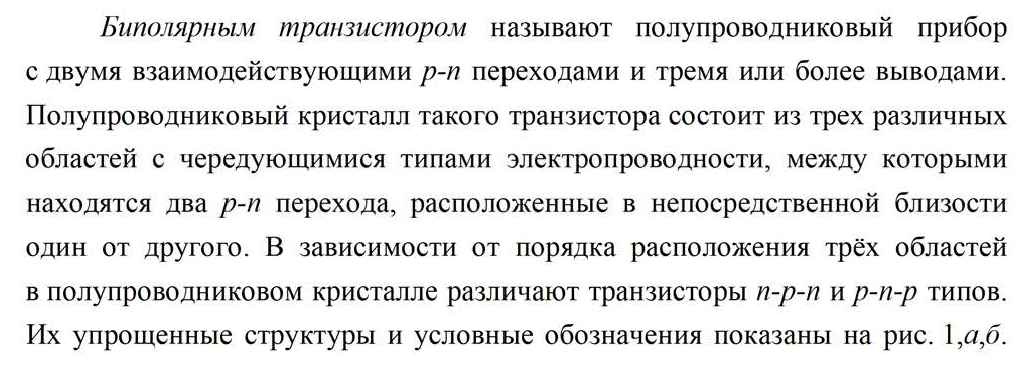 Биполярным транзистором называют полупроводниковый прибор
с двумя взаимодействующими p-n переходами и тремя или более выводами.
Полупроводниковый кристалл такого транзистора состоит из трех различных
областей с чередующимися типами электропроводности, между которыми
находятся два p-n перехода, расположенные в непосредственной близости
один от другого. В зависимости от порядка расположения трёх областей
в полупроводниковом кристалле различают транзисторы n-p-n и p-n-p типов.
Их упрощенные структуры и условные обозначения показаны на рис. 1,а,б.